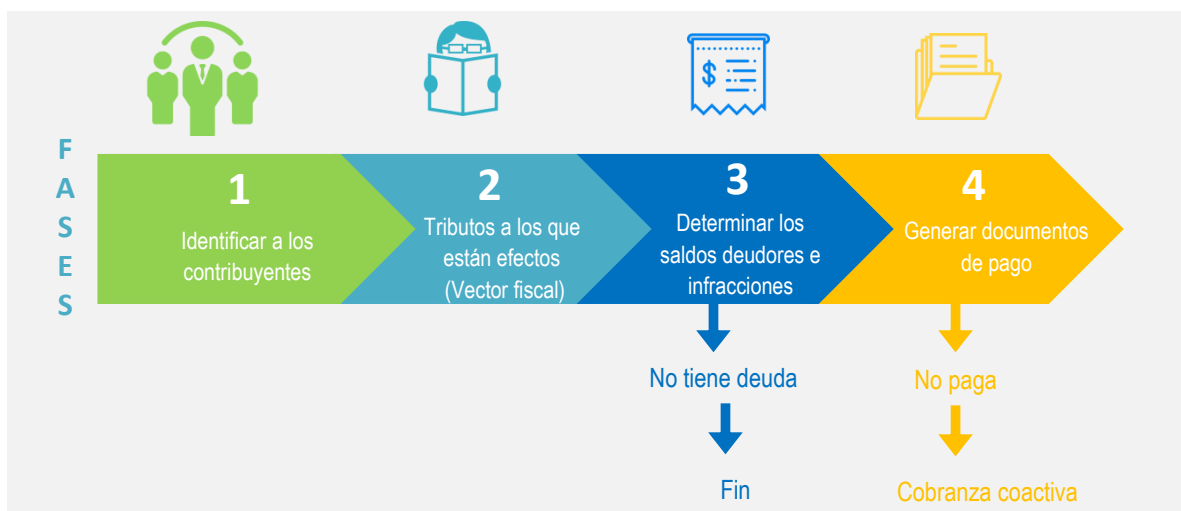 FASES
1
Identificar a los
contribuyentes
2
Tributos a los que
están efectos
(Vector fiscal)
3
Determinar los
saldos deudores e
infracciones
4
Generar documentos
de pago
$
No tiene deuda
Fin
No paga
Cobranza coactiva